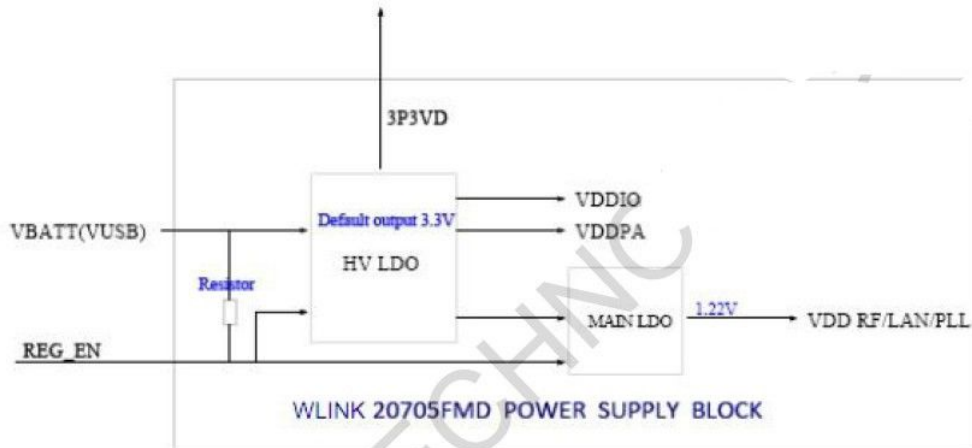 3P3VD
VDDIO
Default output 3.3V
VBATT(VUSB)
VDDPA
HV LDO
Resistor
1.22V
MAIN LDO
VDD RF/LAN/PLL
REG_EN
WLINK 20705FMD POWER SUPPLY BLOCK
TECHNC